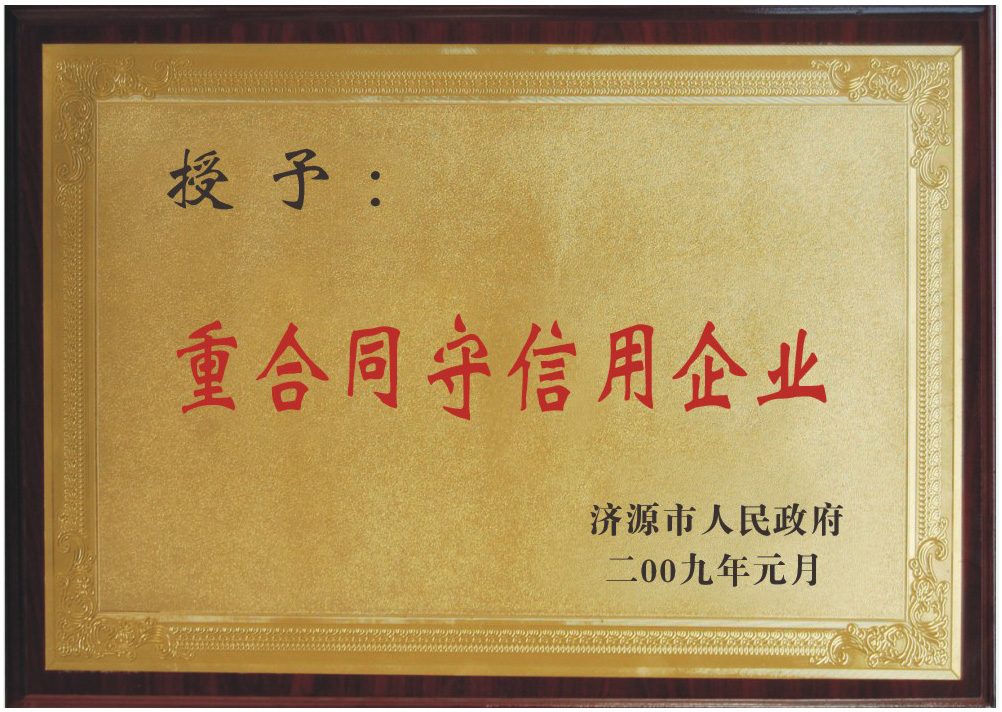 授予：
重合同守信用企业
济源市人民政府
二00九年元月